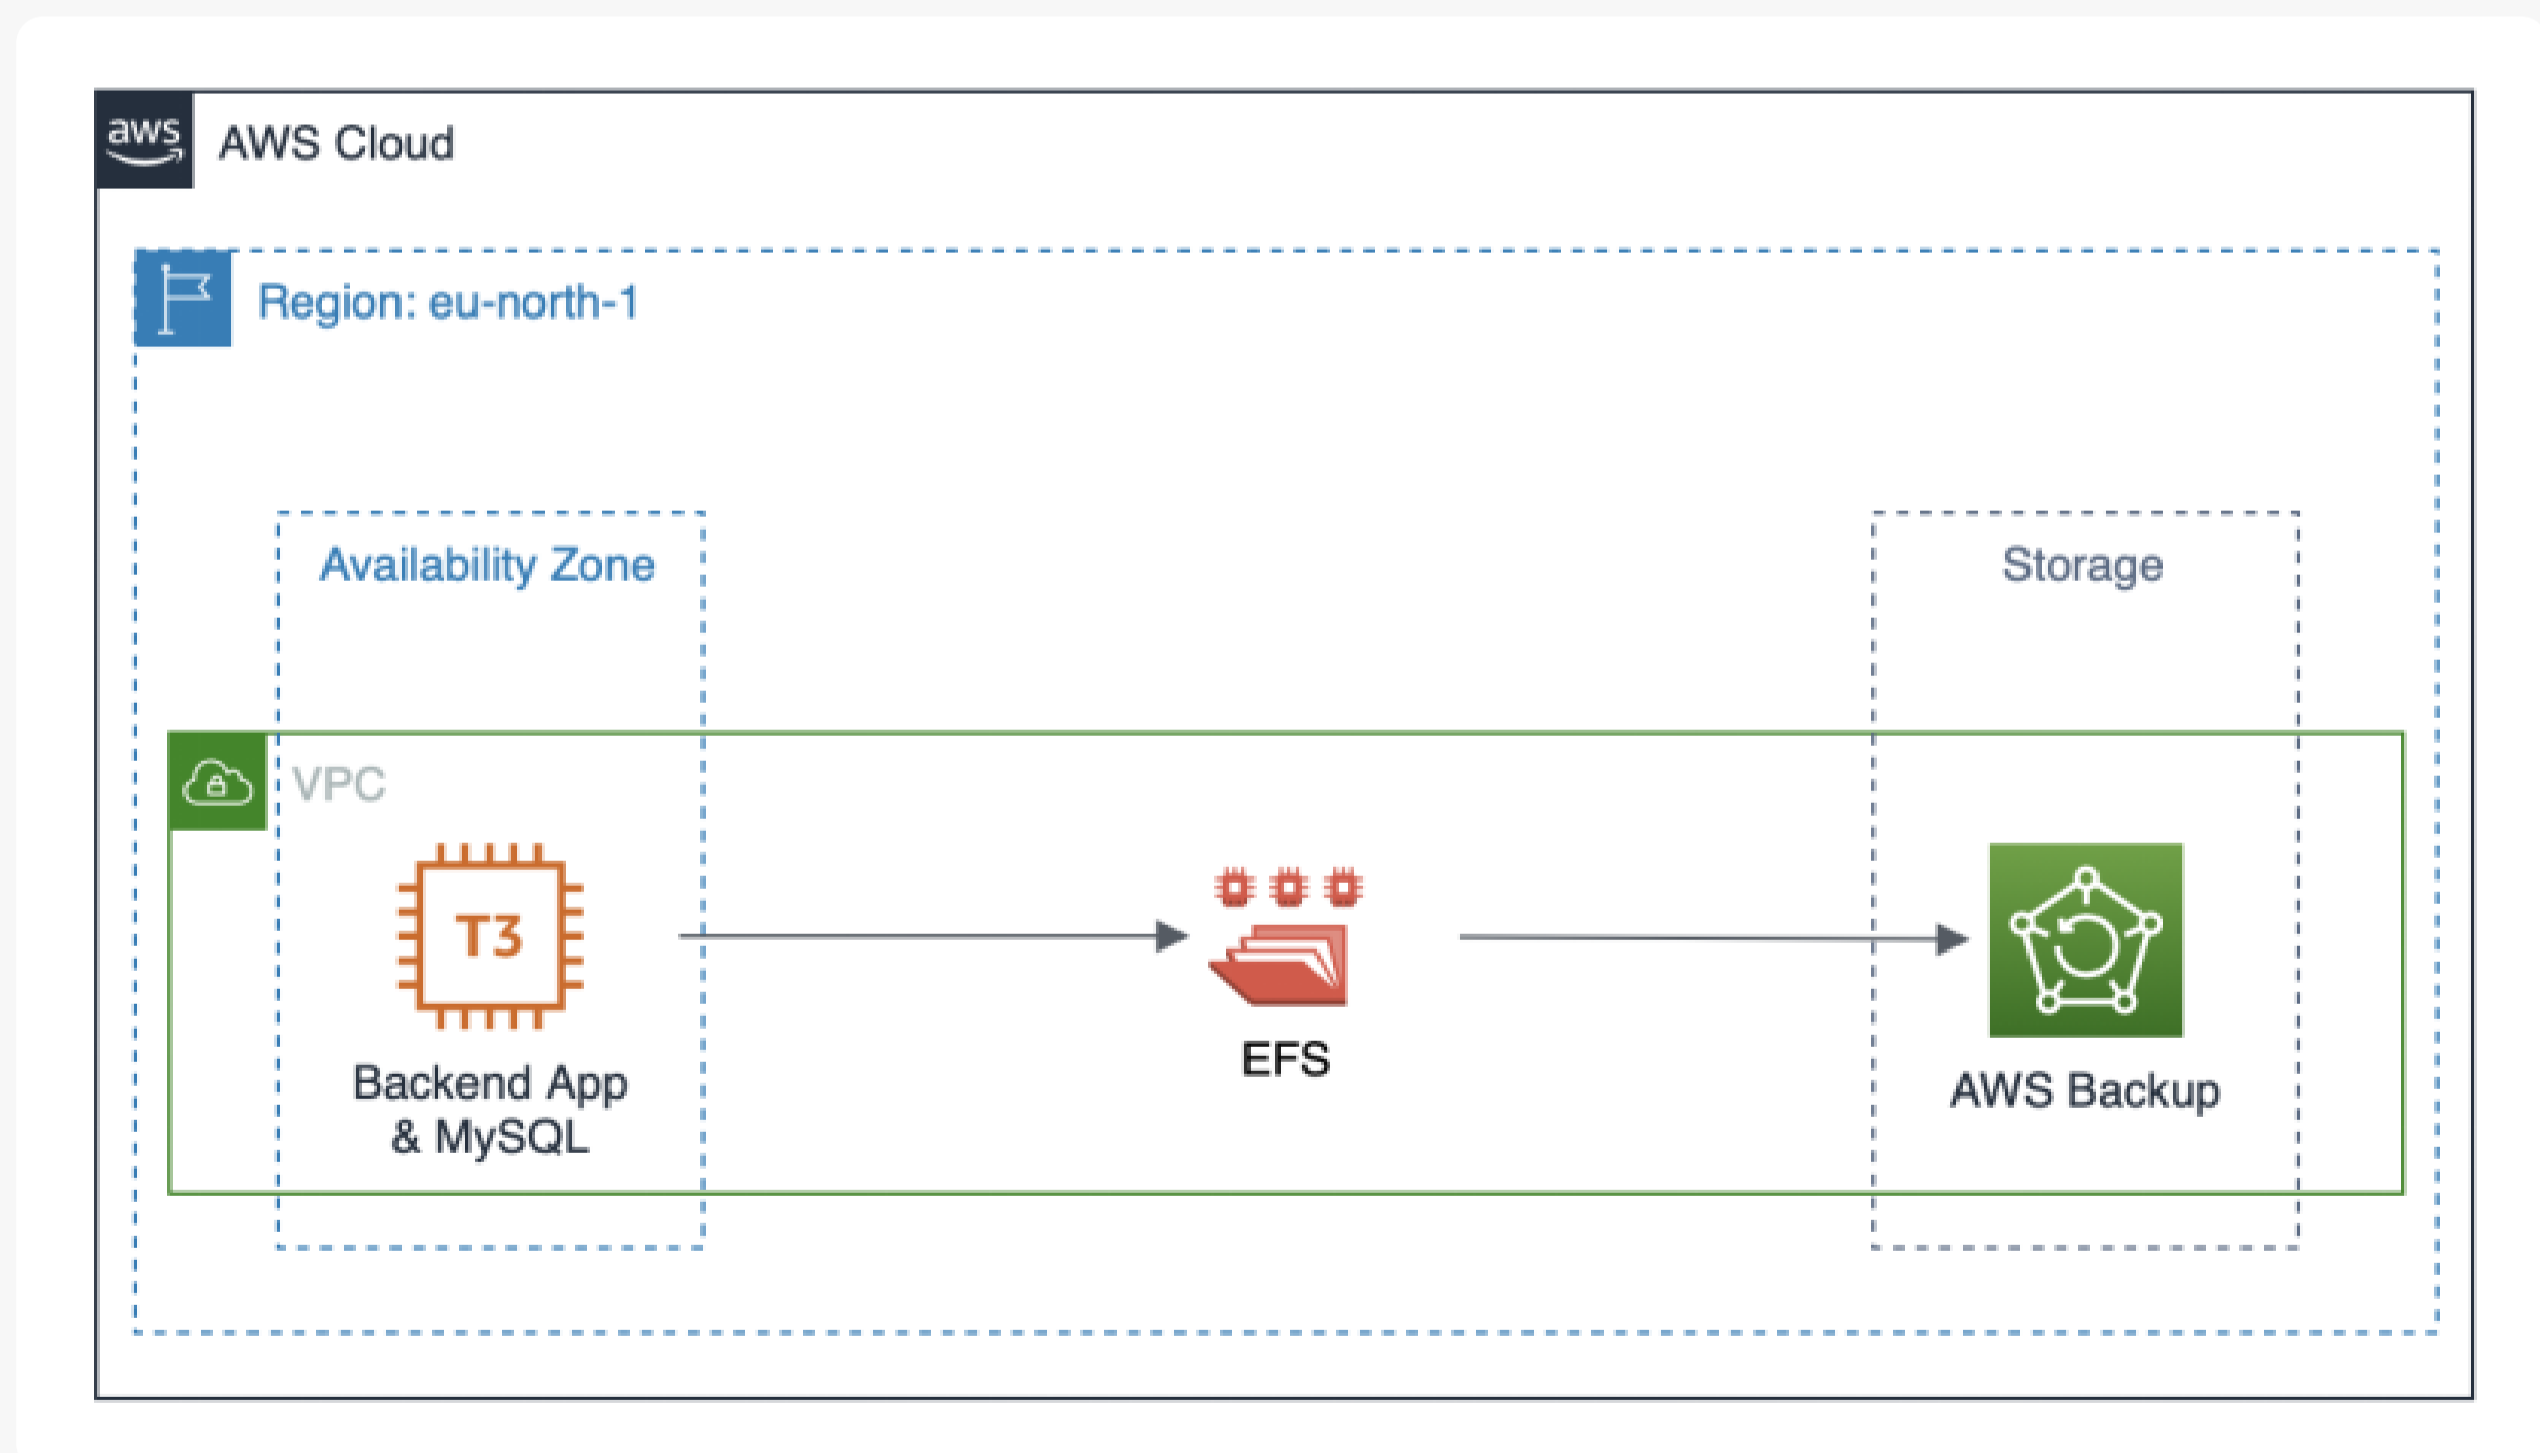 aws
AWS Cloud
Region: eu-north-1
Availability Zone
Storage
VPC
T3
Backend App
& MySQL
EFS
AWS Backup